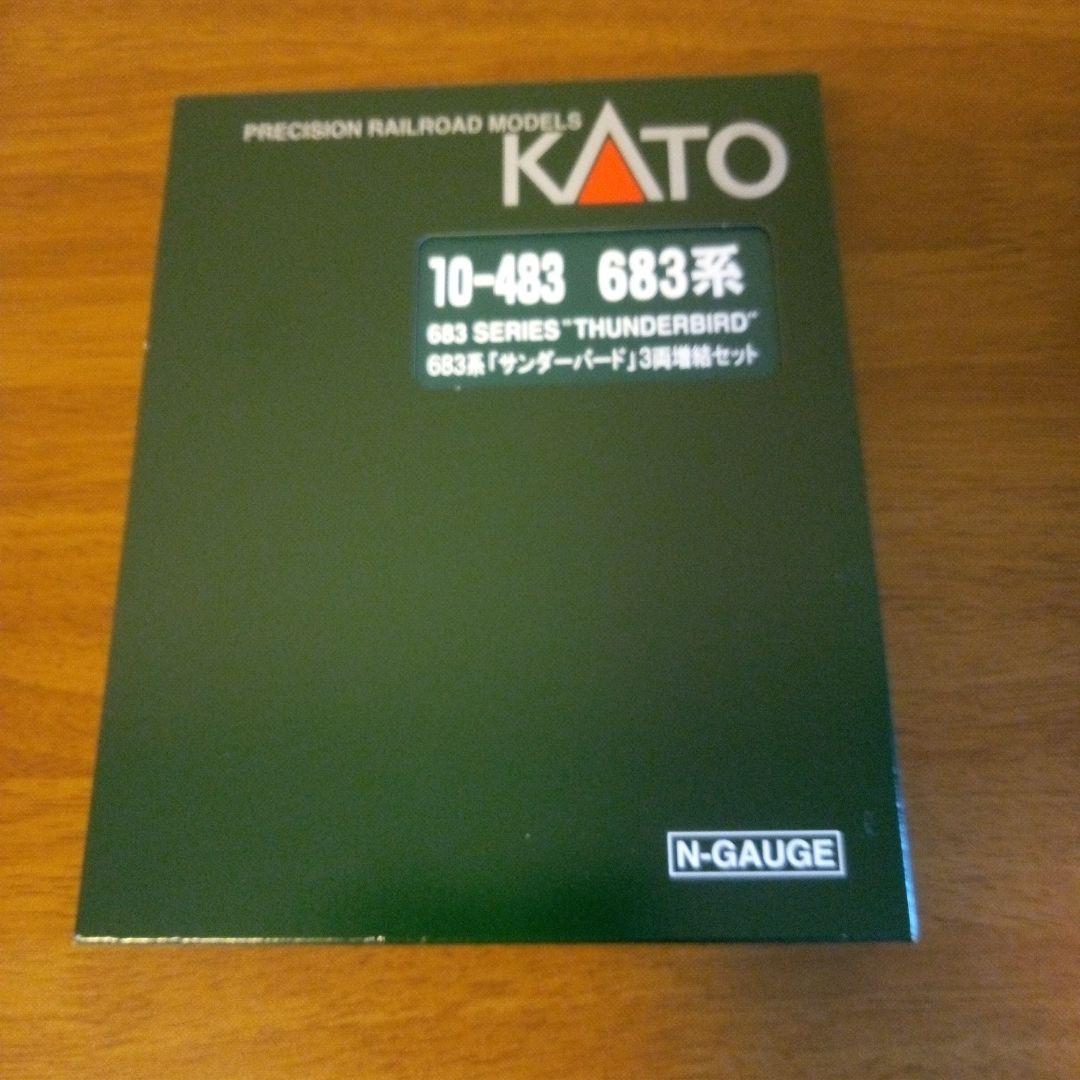 PRECISION RAILROAD MODELS
KATO
10-483 683系
683 SERIES "THUNDERBIRD"
683系「サンダーバード」3両増結セット
N-GAUGE